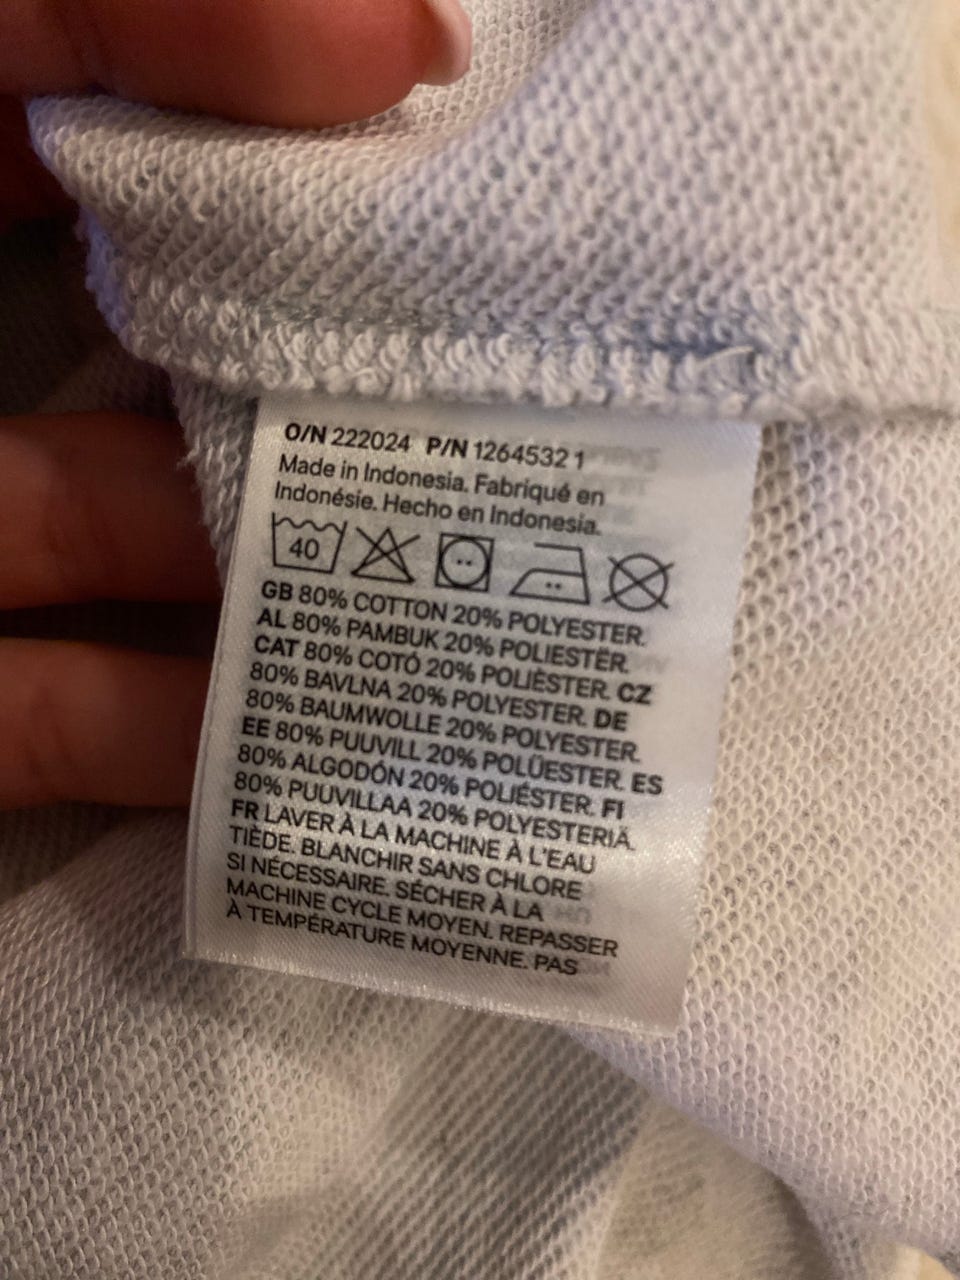 O/N 222024 P/N 1264532 1
Made in Indonesia. Fabriqué en
Indonésie. Hecho en Indonesia.
40
GB 80% COTTON 20% POLYESTER.
AL 80% PAMBUK 20% POLIESTËR.
CAT 80% COTÓ 20% POLIÈSTER. CZ
80% BAVLNA 20% POLYESTER. DE
80% BAUMWOLLE 20% POLYESTER.
EE 80% PUUVILL 20% POLÜESTER. ES
80% ALGODÓN 20% POLIÉSTER. FI
80% PUUVILLAA 20% POLYESTERIÄ.
FR LAVER À LA MACHINE À L'EAU
TIÈDE. BLANCHIR SANS CHLORE
SI NÉCESSAIRE. SÉCHER À LA
MACHINE CYCLE MOYEN. REPASSER
À TEMPÉRATURE MOYENNE. PAS